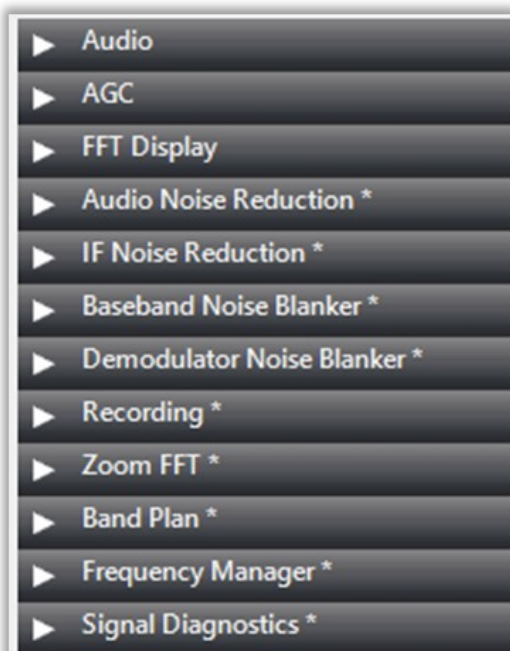 Audio
AGC
FFT Display
Audio Noise Reduction *
IF Noise Reduction *
Baseband Noise Blanker *
Demodulator Noise Blanker *
Recording *
Zoom FFT *
Band Plan *
Frequency Manager *
Signal Diagnostics *